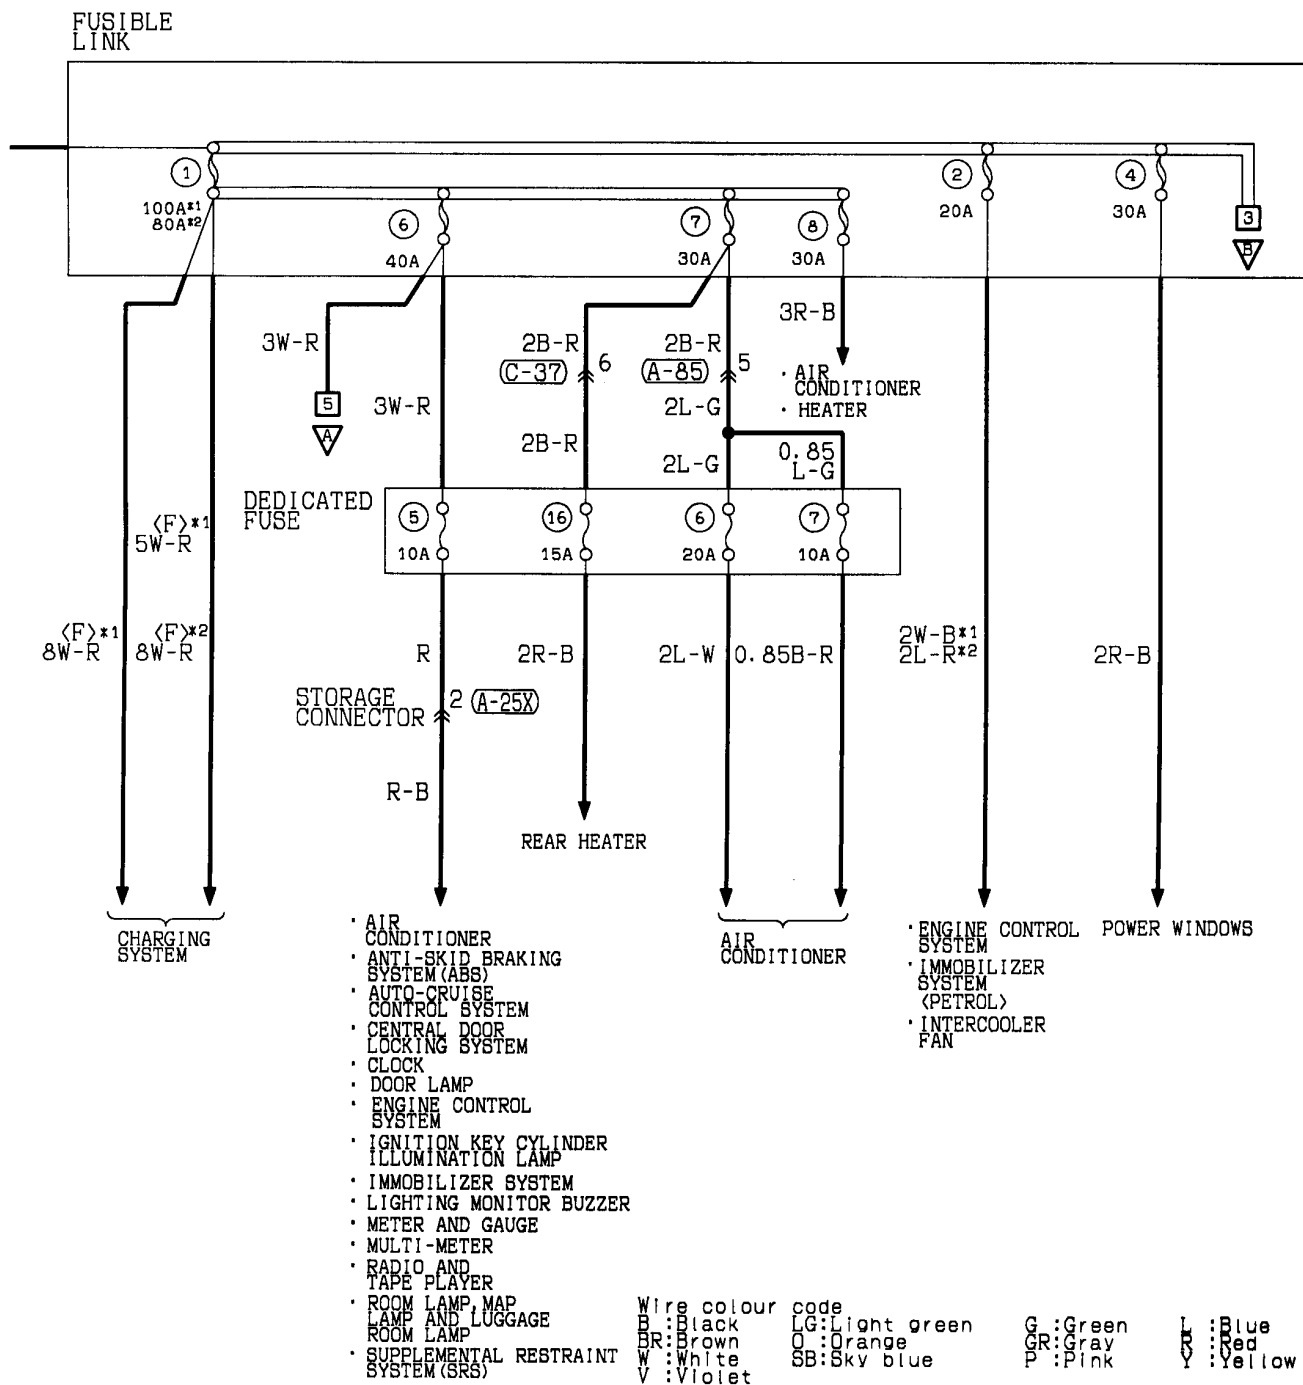 FUSIBLE
LINK
1
100A*1
80A*2
6
40A
7
30A
8
30A
2
20A
4
30A
3
B
3W-R
5
A
3W-R
2B-R
C-37
6
2B-R
2B-R
A-85
5
2L-G
2L-G
0.85
L-G
3R-B
· AIR
CONDITIONER
· HEATER
DEDICATED
FUSE
5
10A
16
15A
6
20A
7
10A
<F>*1
5W-R
<F>*1
8W-R
<F>*2
8W-R
R
2R-B
2L-W
0.85B-R
2W-B*1
2L-R*2
2R-B
STORAGE
CONNECTOR
2
A-25X
R-B
REAR HEATER
CHARGING
SYSTEM
· AIR
CONDITIONER
· ANTI-SKID BRAKING
SYSTEM(ABS)
· AUTO-CRUISE
CONTROL SYSTEM
· CENTRAL DOOR
LOCKING SYSTEM
· CLOCK
· DOOR LAMP
· ENGINE CONTROL
SYSTEM
· IGNITION KEY CYLINDER
ILLUMINATION LAMP
· IMMOBILIZER SYSTEM
· LIGHTING MONITOR BUZZER
· METER AND GAUGE
· MULTI-METER
· RADIO AND
TAPE PLAYER
· ROOM LAMP,MAP
LAMP AND LUGGAGE
ROOM LAMP
· SUPPLEMENTAL RESTRAINT
SYSTEM(SRS)
AIR
CONDITIONER
· ENGINE CONTROL
SYSTEM
· IMMOBILIZER
SYSTEM
<PETROL>
· INTERCOOLER
FAN
POWER WINDOWS
Wire colour code
B :Black LG:Light green G :Green L :Blue
BR:Brown O :Orange GR:Gray R :Red
W :White SB:Sky blue P :Pink Y :Yellow
V :Violet